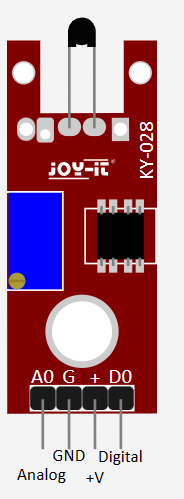 KY-028
JOY-iT®
A0 G + D0
GND Digital
Analog +V